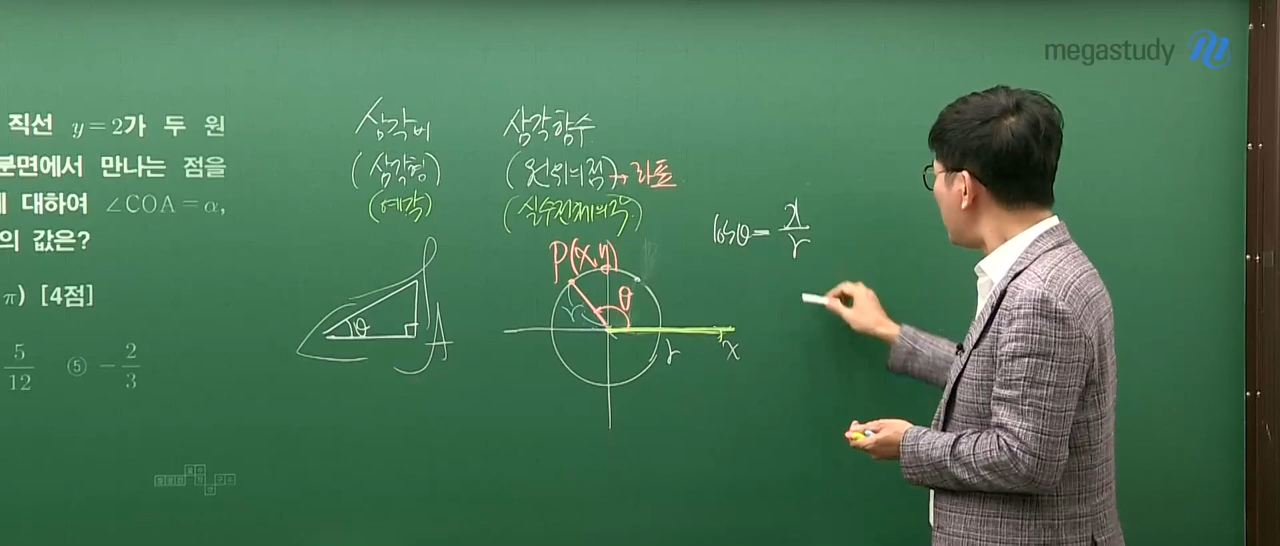 megastudy
직선 y=2가 두 원
분면에서 만나는 점을
대하여 ∠COA=α,
의 값은?
π) [4점]
5/12 ⑤ -2/3
삼각비
(삼각형)
(예각)
θ
삼각함수
(원위의점)→좌표
(실수전체의각)
P(x,y)
θ
r
r
x
cosθ = x/r